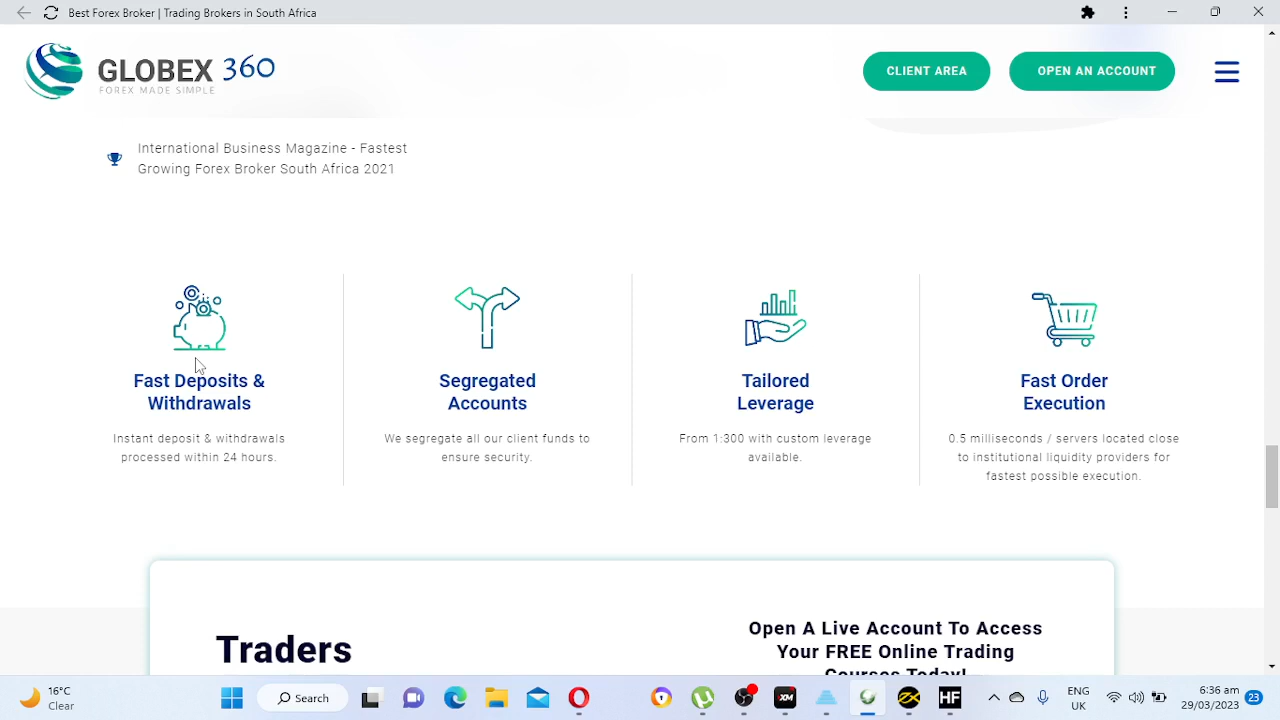 Best Forex Broker | Trading Brokers in South Africa
GLOBEX 360
FOREX MADE SIMPLE
CLIENT AREA
OPEN AN ACCOUNT
International Business Magazine - Fastest
Growing Forex Broker South Africa 2021
Fast Deposits &
Withdrawals
Instant deposit & withdrawals
processed within 24 hours.
Segregated
Accounts
We segregate all our client funds to
ensure security.
Tailored
Leverage
From 1:300 with custom leverage
available.
Fast Order
Execution
0.5 milliseconds / servers located close
to institutional liquidity providers for
fastest possible execution.
Traders
Open A Live Account To Access
Your FREE Online Trading
Courses Today!
16°C
Clear
Search
XM
HF
ENG
UK
6:36 am
29/03/2023
23